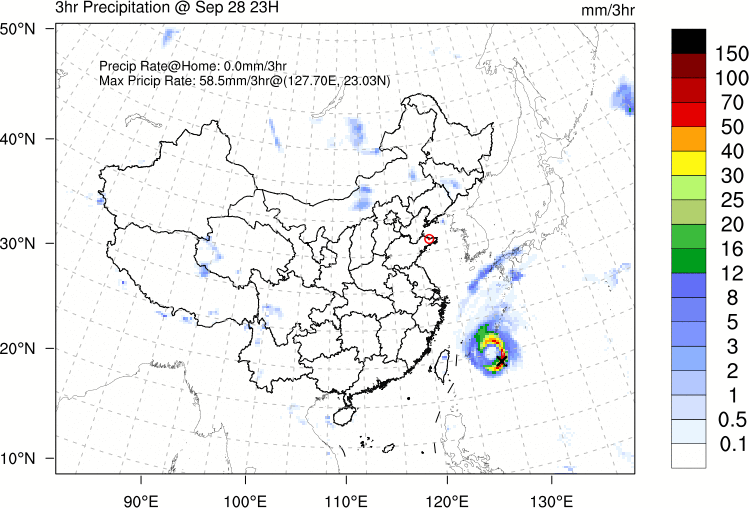 3hr Precipitation @ Sep 28 23H
mm/3hr
Precip Rate@Home: 0.0mm/3hr
Max Pricip Rate: 58.5mm/3hr@(127.70E, 23.03N)
50°N
40°N
30°N
20°N
10°N
90°E
100°E
110°E
120°E
130°E
150
100
70
50
40
30
25
20
16
12
8
5
3
2
1
0.5
0.1